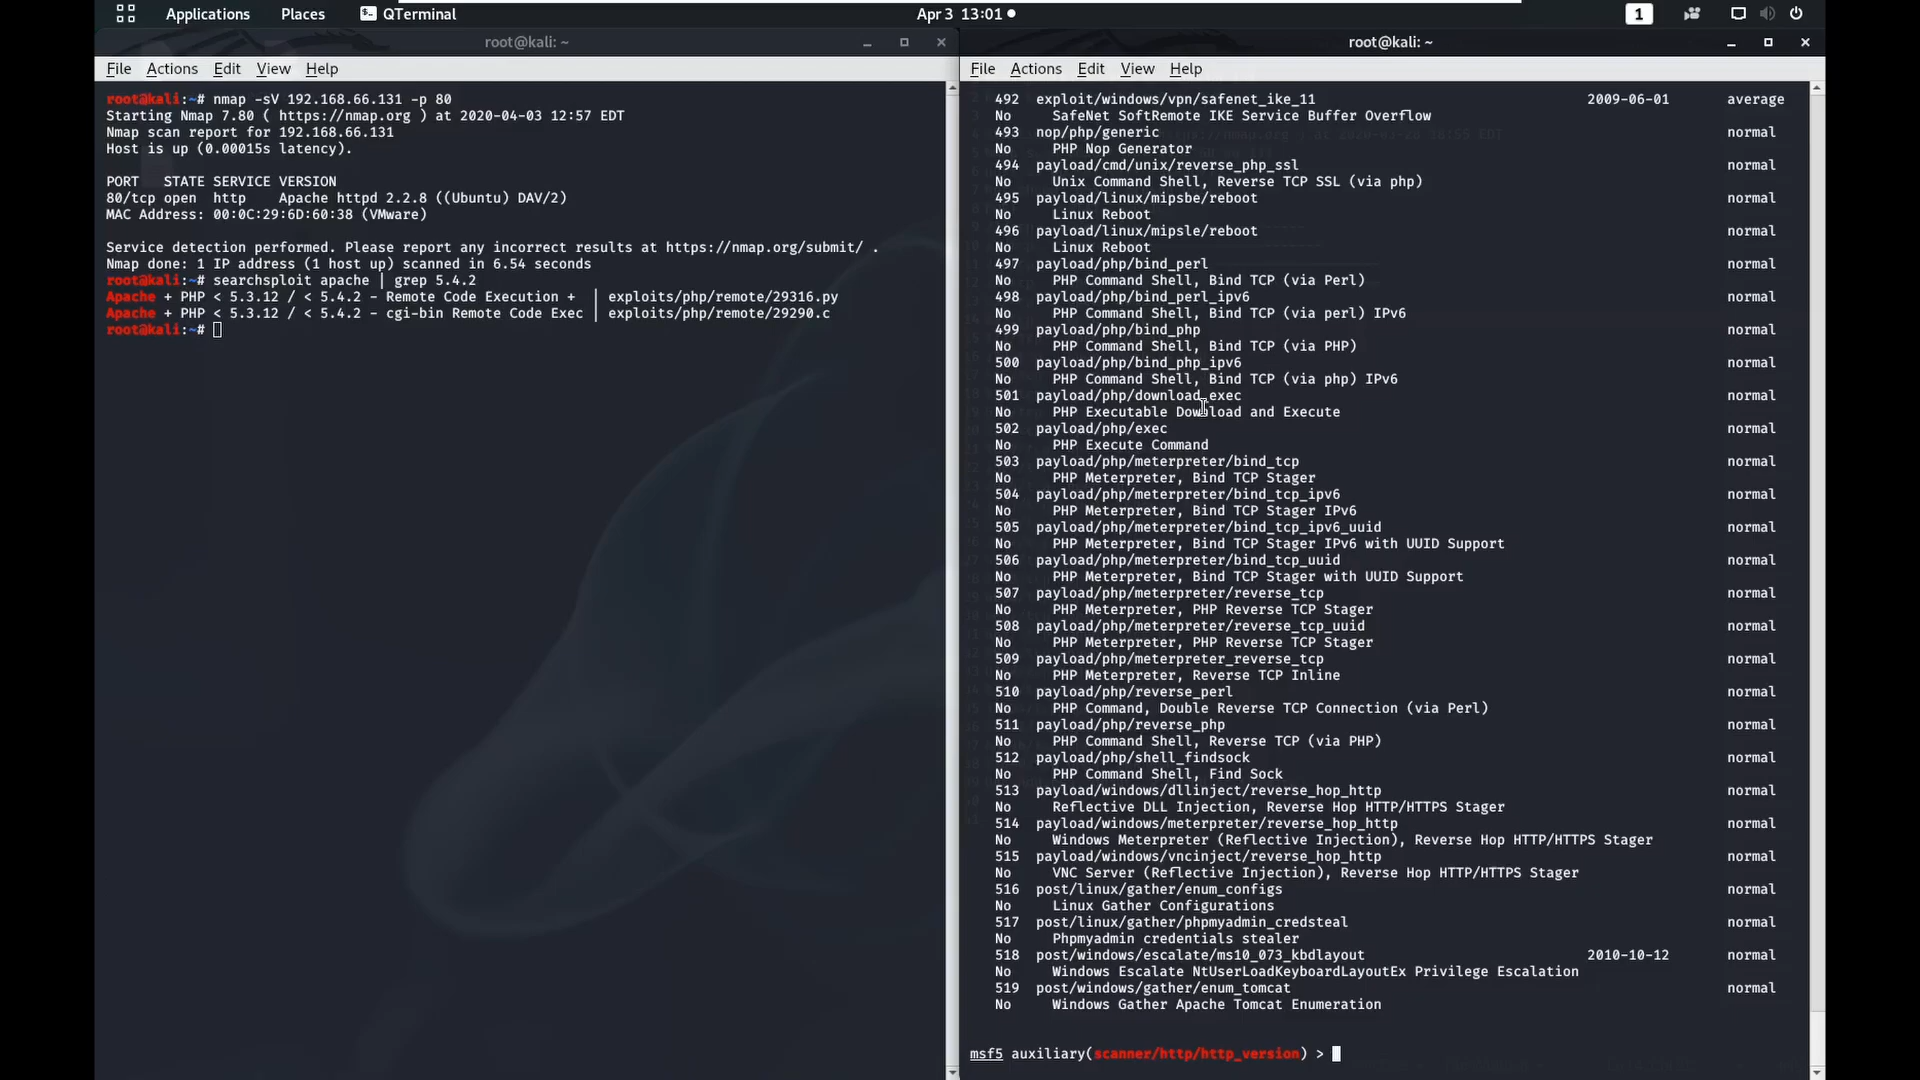 Applications Places QTerminal Apr 3 13:01 1
root@kali: ~
File Actions Edit View Help
root@kali:~# nmap -sV 192.168.66.131 -p 80
Starting Nmap 7.80 ( https://nmap.org ) at 2020-04-03 12:57 EDT
Nmap scan report for 192.168.66.131
Host is up (0.00015s latency).
PORT STATE SERVICE VERSION
80/tcp open http Apache httpd 2.2.8 ((Ubuntu) DAV/2)
MAC Address: 00:0C:29:6D:60:38 (VMware)
Service detection performed. Please report any incorrect results at https://nmap.org/submit/ .
Nmap done: 1 IP address (1 host up) scanned in 6.54 seconds
root@kali:~# searchsploit apache | grep 5.4.2
Apache + PHP < 5.3.12 / < 5.4.2 - Remote Code Execution + | exploits/php/remote/29316.py
Apache + PHP < 5.3.12 / < 5.4.2 - cgi-bin Remote Code Exec | exploits/php/remote/29290.c
root@kali:~#
root@kali: ~
File Actions Edit View Help
492 exploit/windows/vpn/safenet_ike_11 2009-06-01 average
No SafeNet SoftRemote IKE Service Buffer Overflow
493 nop/php/generic normal
No PHP Nop Generator
494 payload/cmd/unix/reverse_php_ssl normal
No Unix Command Shell, Reverse TCP SSL (via php)
495 payload/linux/mipsbe/reboot normal
No Linux Reboot
496 payload/linux/mipsle/reboot normal
No Linux Reboot
497 payload/php/bind_perl normal
No PHP Command Shell, Bind TCP (via Perl)
498 payload/php/bind_perl_ipv6 normal
No PHP Command Shell, Bind TCP (via perl) IPv6
499 payload/php/bind_php normal
No PHP Command Shell, Bind TCP (via PHP)
500 payload/php/bind_php_ipv6 normal
No PHP Command Shell, Bind TCP (via php) IPv6
501 payload/php/download_exec normal
No PHP Executable Download and Execute
502 payload/php/exec normal
No PHP Execute Command
503 payload/php/meterpreter/bind_tcp normal
No PHP Meterpreter, Bind TCP Stager
504 payload/php/meterpreter/bind_tcp_ipv6 normal
No PHP Meterpreter, Bind TCP Stager IPv6
505 payload/php/meterpreter/bind_tcp_ipv6_uuid normal
No PHP Meterpreter, Bind TCP Stager IPv6 with UUID Support
506 payload/php/meterpreter/bind_tcp_uuid normal
No PHP Meterpreter, Bind TCP Stager with UUID Support
507 payload/php/meterpreter/reverse_tcp normal
No PHP Meterpreter, PHP Reverse TCP Stager
508 payload/php/meterpreter/reverse_tcp_uuid normal
No PHP Meterpreter, PHP Reverse TCP Stager
509 payload/php/meterpreter_reverse_tcp normal
No PHP Meterpreter, Reverse TCP Inline
510 payload/php/reverse_perl normal
No PHP Command, Double Reverse TCP Connection (via Perl)
511 payload/php/reverse_php normal
No PHP Command Shell, Reverse TCP (via PHP)
512 payload/php/shell_findsock normal
No PHP Command Shell, Find Sock
513 payload/windows/dllinject/reverse_hop_http normal
No Reflective DLL Injection, Reverse Hop HTTP/HTTPS Stager
514 payload/windows/meterpreter/reverse_hop_http normal
No Windows Meterpreter (Reflective Injection), Reverse Hop HTTP/HTTPS Stager
515 payload/windows/vncinject/reverse_hop_http normal
No VNC Server (Reflective Injection), Reverse Hop HTTP/HTTPS Stager
516 post/linux/gather/enum_configs normal
No Linux Gather Configurations
517 post/linux/gather/phpmyadmin_credsteal normal
No Phpmyadmin credentials stealer
518 post/windows/escalate/ms10_073_kbdlayout 2010-10-12 normal
No Windows Escalate NtUserLoadKeyboardLayoutEx Privilege Escalation
519 post/windows/gather/enum_tomcat normal
No Windows Gather Apache Tomcat Enumeration
msf5 auxiliary(scanner/http/http_version) >